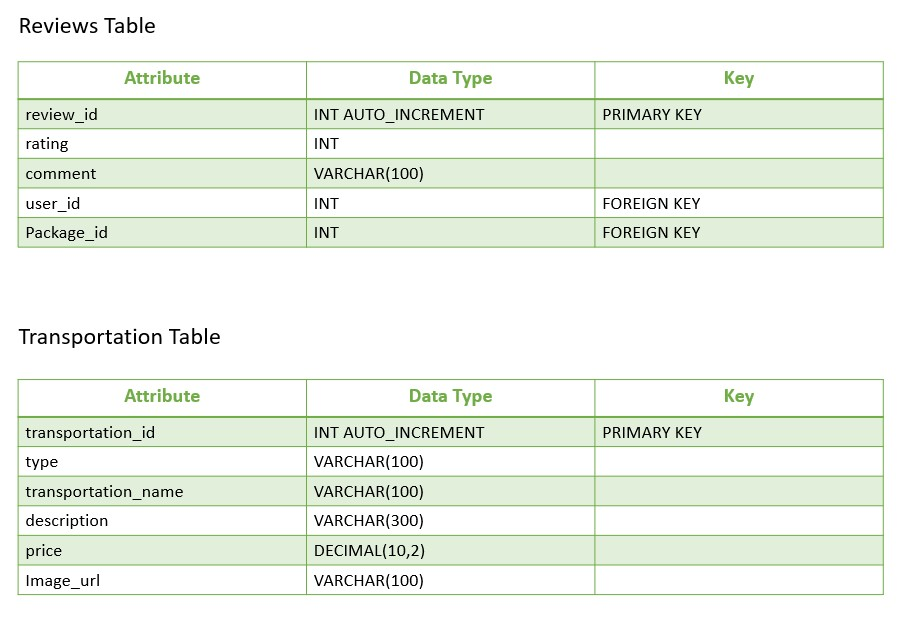 Reviews Table
Attribute Data Type Key
review_id INT AUTO_INCREMENT PRIMARY KEY
rating INT
comment VARCHAR(100)
user_id INT FOREIGN KEY
Package_id INT FOREIGN KEY
Transportation Table
Attribute Data Type Key
transportation_id INT AUTO_INCREMENT PRIMARY KEY
type VARCHAR(100)
transportation_name VARCHAR(100)
description VARCHAR(300)
price DECIMAL(10,2)
Image_url VARCHAR(100)